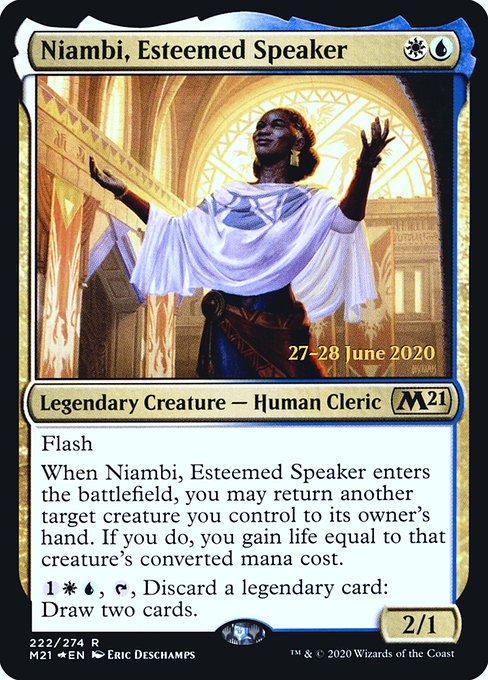 Niambi, Esteemed Speaker
27–28 June 2020
Legendary Creature — Human Cleric
M21
Flash
When Niambi, Esteemed Speaker enters
the battlefield, you may return another
target creature you control to its owner's
hand. If you do, you gain life equal to that
creature's converted mana cost.
1, , Discard a legendary card:
Draw two cards.
2/1
222/274 R
M21 ★ EN Eric Deschamps
™ & © 2020 Wizards of the Coast